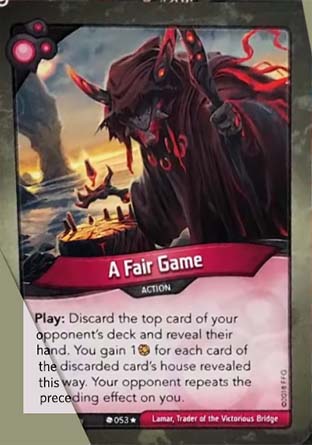 A Fair Game
ACTION
Play: Discard the top card of your
opponent's deck and reveal their
hand. You gain 1 for each card of
the discarded card's house revealed
this way. Your opponent repeats the
preceding effect on you.
©2018 FFG
053 ★ Lamar, Trader of the Victorious Bridge